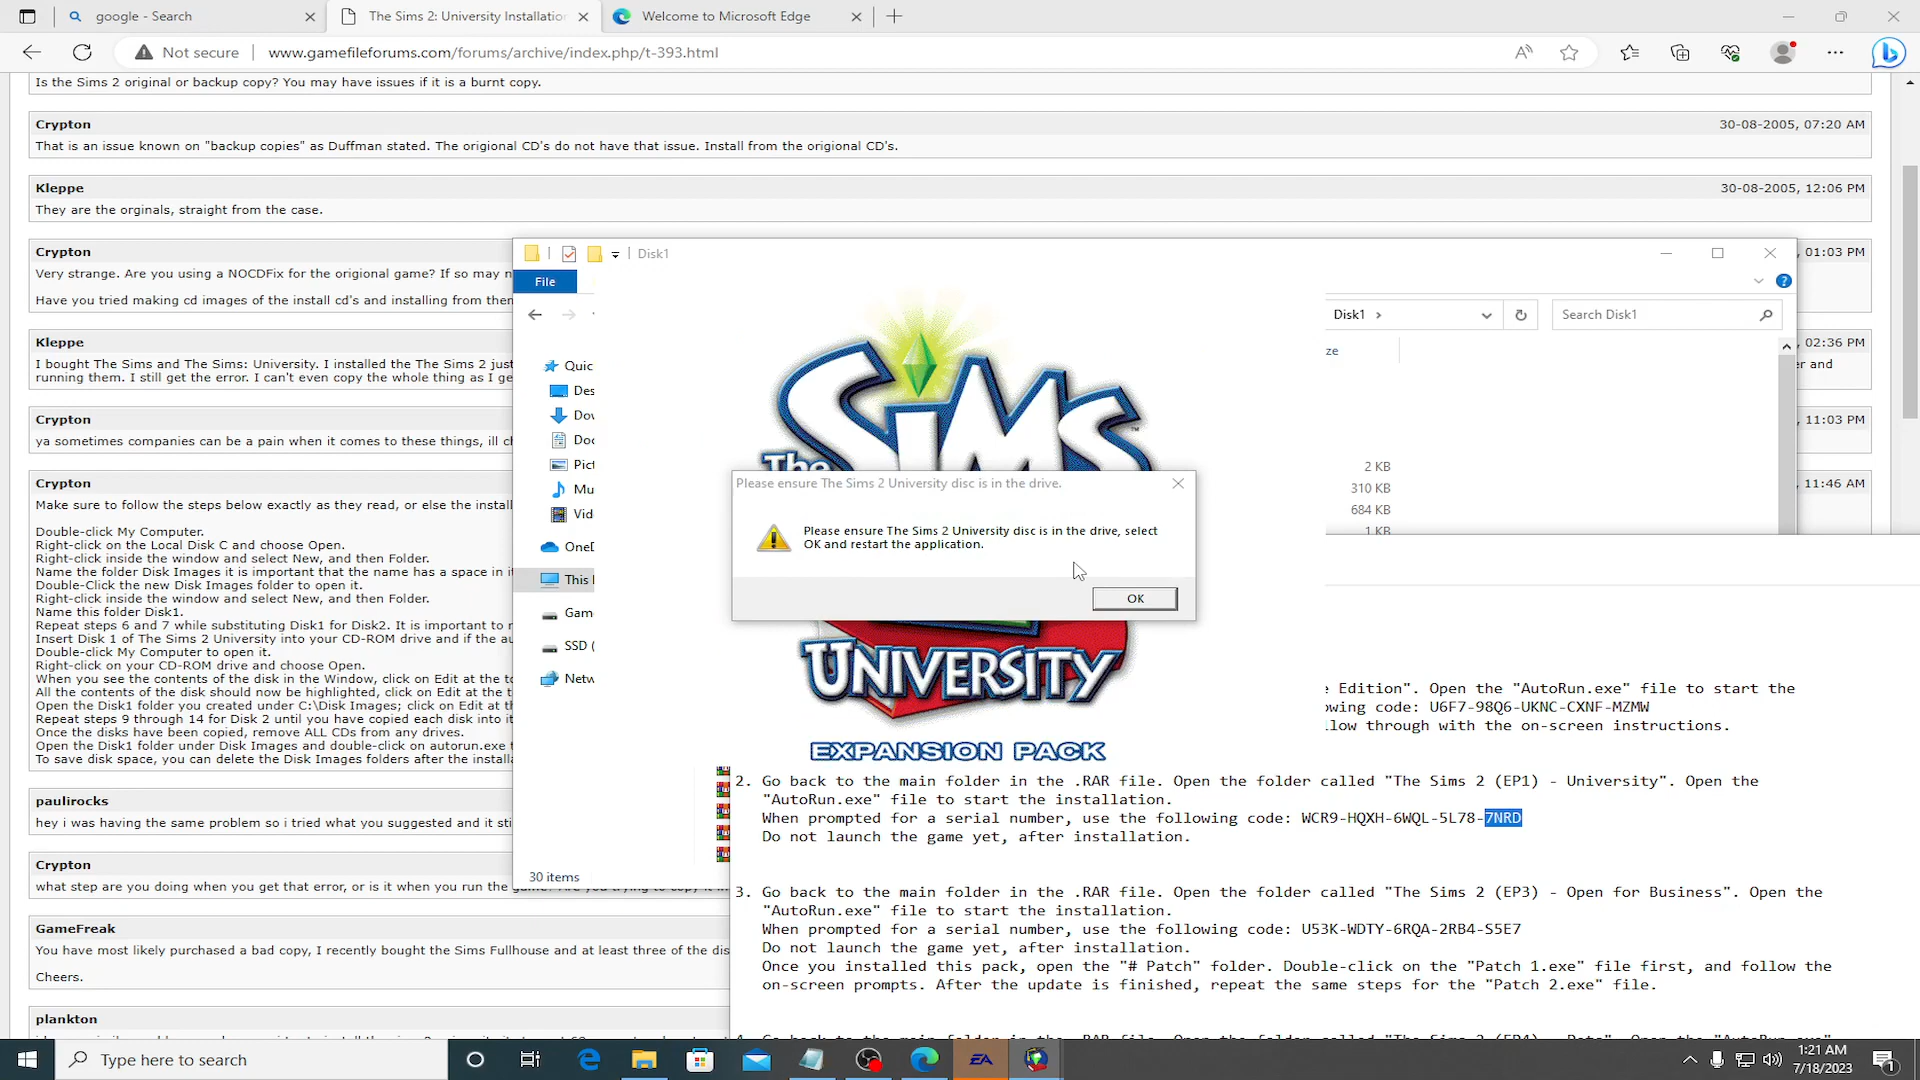 google - Search
The Sims 2: University Installation
Welcome to Microsoft Edge
Not secure
www.gamefileforums.com/forums/archive/index.php/t-393.html
Is the Sims 2 original or backup copy? You may have issues if it is a burnt copy.
Crypton
30-08-2005, 07:20 AM
That is an issue known on "backup copies" as Duffman stated. The origional CD's do not have that issue. Install from the origional CD's.
Kleppe
30-08-2005, 12:06 PM
They are the orginals, straight from the case.
Crypton
, 01:03 PM
Very strange. Are you using a NOCDFix for the origional game? If so may n
Have you tried making cd images of the install cd's and installing from then
Kleppe
, 02:36 PM
I bought The Sims and The Sims: University. I installed the The Sims 2 just
er and
running them. I still get the error. I can't even copy the whole thing as I ge
Crypton
, 11:03 PM
ya sometimes companies can be a pain when it comes to these things, ill ch
Crypton
, 11:46 AM
Make sure to follow the steps below exactly as they read, or else the install
Double-click My Computer.
Right-click on the Local Disk C and choose Open.
Right-click inside the window and select New, and then Folder.
Name the folder Disk Images it is important that the name has a space in i
Double-Click the new Disk Images folder to open it.
Right-click inside the window and select New, and then Folder.
Name this folder Disk1.
Repeat steps 6 and 7 while substituting Disk1 for Disk2. It is important to r
Insert Disk 1 of The Sims 2 University into your CD-ROM drive and if the au
Double-click My Computer to open it.
Right-click on your CD-ROM drive and choose Open.
When you see the contents of the disk in the Window, click on Edit at the to
All the contents of the disk should now be highlighted, click on Edit at the t
Open the Disk1 folder you created under C:\Disk Images; click on Edit at
Repeat steps 9 through 14 for Disk 2 until you have copied each disk into it
Once the disks have been copied, remove ALL CDs from any drives.
Open the Disk1 folder under Disk Images and double-click on autorun.exe t
To save disk space, you can delete the Disk Images folders after the installa
paulirocks
hey i was having the same problem so i tried what you suggested and it sti
Crypton
what step are you doing when you get that error, or is it when you run the
GameFreak
You have most likely purchased a bad copy, I recently bought the Sims Fullhouse and at least three of the dis
Cheers.
plankton
Disk1
File
Disk1
Search Disk1
Quic
Des
Dov
Doc
Pict
Mu
Vid
OneD
This
Gam
SSD (
Netw
ze
2 KB
310 KB
684 KB
1 KB
30 items
The SIMS
™
UNIVERSITY
EXPANSION PACK
Please ensure The Sims 2 University disc is in the drive.
Please ensure The Sims 2 University disc is in the drive, select
OK and restart the application.
OK
e Edition". Open the "AutoRun.exe" file to start the
wing code: U6F7-98Q6-UKNC-CXNF-MZMW
llow through with the on-screen instructions.
2. Go back to the main folder in the .RAR file. Open the folder called "The Sims 2 (EP1) - University". Open the
"AutoRun.exe" file to start the installation.
When prompted for a serial number, use the following code: WCR9-HQXH-6WQL-5L78-7NRD
Do not launch the game yet, after installation.
3. Go back to the main folder in the .RAR file. Open the folder called "The Sims 2 (EP3) - Open for Business". Open the
"AutoRun.exe" file to start the installation.
When prompted for a serial number, use the following code: U53K-WDTY-6RQA-2RB4-S5E7
Do not launch the game yet, after installation.
Once you installed this pack, open the "# Patch" folder. Double-click on the "Patch 1.exe" file first, and follow the
on-screen prompts. After the update is finished, repeat the same steps for the "Patch 2.exe" file.
Type here to search
EA
1:21 AM
7/18/2023
1